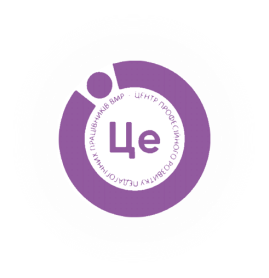 ЦЕНТР ПРОФЕСІЙНОГО РОЗВИТКУ ПЕДАГОГІЧНИХ ПРАЦІВНИКІВ ВМР ·
Це